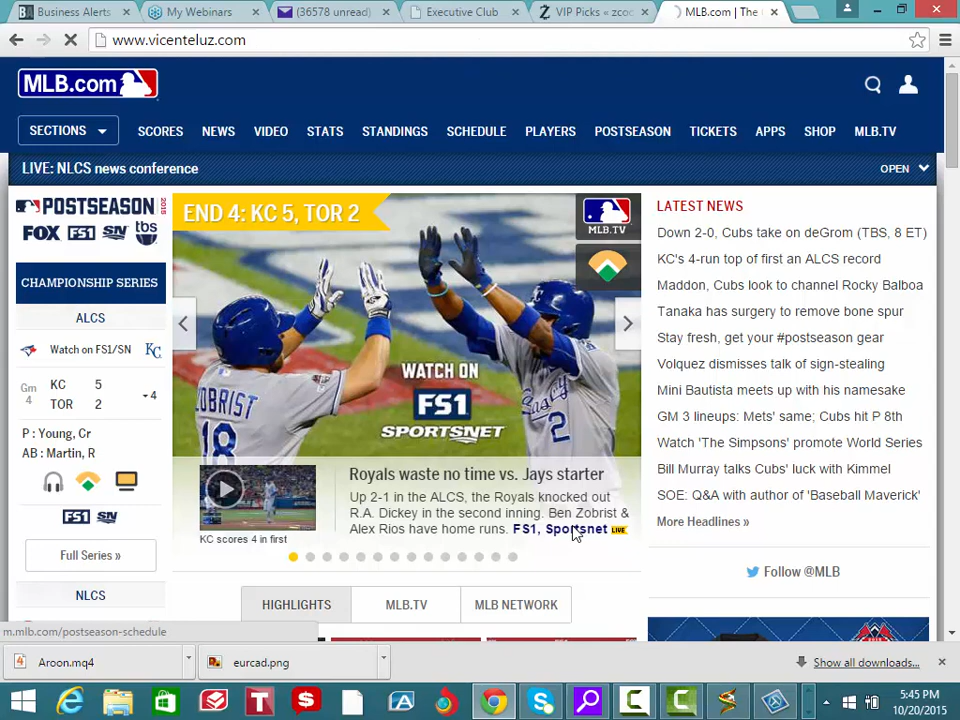 Business Alerts
My Webinars
(36578 unread)
Executive Club
VIP Picks « zcod
MLB.com | The
www.vicenteluz.com
MLB.com
SECTIONS
SCORES
NEWS
VIDEO
STATS
STANDINGS
SCHEDULE
PLAYERS
POSTSEASON
TICKETS
APPS
SHOP
MLB.TV
LIVE: NLCS news conference
OPEN
POSTSEASON 2015
FOX FS1 SN tbs
CHAMPIONSHIP SERIES
ALCS
Watch on FS1/SN
KC
Gm
4
KC 5
TOR 2
4
P : Young, Cr
AB : Martin, R
FS1 SN
Full Series »
NLCS
END 4: KC 5, TOR 2
MLB.TV
ZOBRIST
18
2
WATCH ON
FS1
SPORTSNET
Royals waste no time vs. Jays starter
Up 2-1 in the ALCS, the Royals knocked out
R.A. Dickey in the second inning. Ben Zobrist &
Alex Rios have home runs. FS1, Sportsnet LIVE
KC scores 4 in first
HIGHLIGHTS
MLB.TV
MLB NETWORK
LATEST NEWS
Down 2-0, Cubs take on deGrom (TBS, 8 ET)
KC's 4-run top of first an ALCS record
Maddon, Cubs look to channel Rocky Balboa
Tanaka has surgery to remove bone spur
Stay fresh, get your #postseason gear
Volquez dismisses talk of sign-stealing
Mini Bautista meets up with his namesake
GM 3 lineups: Mets' same; Cubs hit P 8th
Watch 'The Simpsons' promote World Series
Bill Murray talks Cubs' luck with Kimmel
SOE: Q&A with author of 'Baseball Maverick'
More Headlines »
Follow @MLB
m.mlb.com/postseason-schedule
Aroon.mq4
eurcad.png
Show all downloads...
5:45 PM
10/20/2015